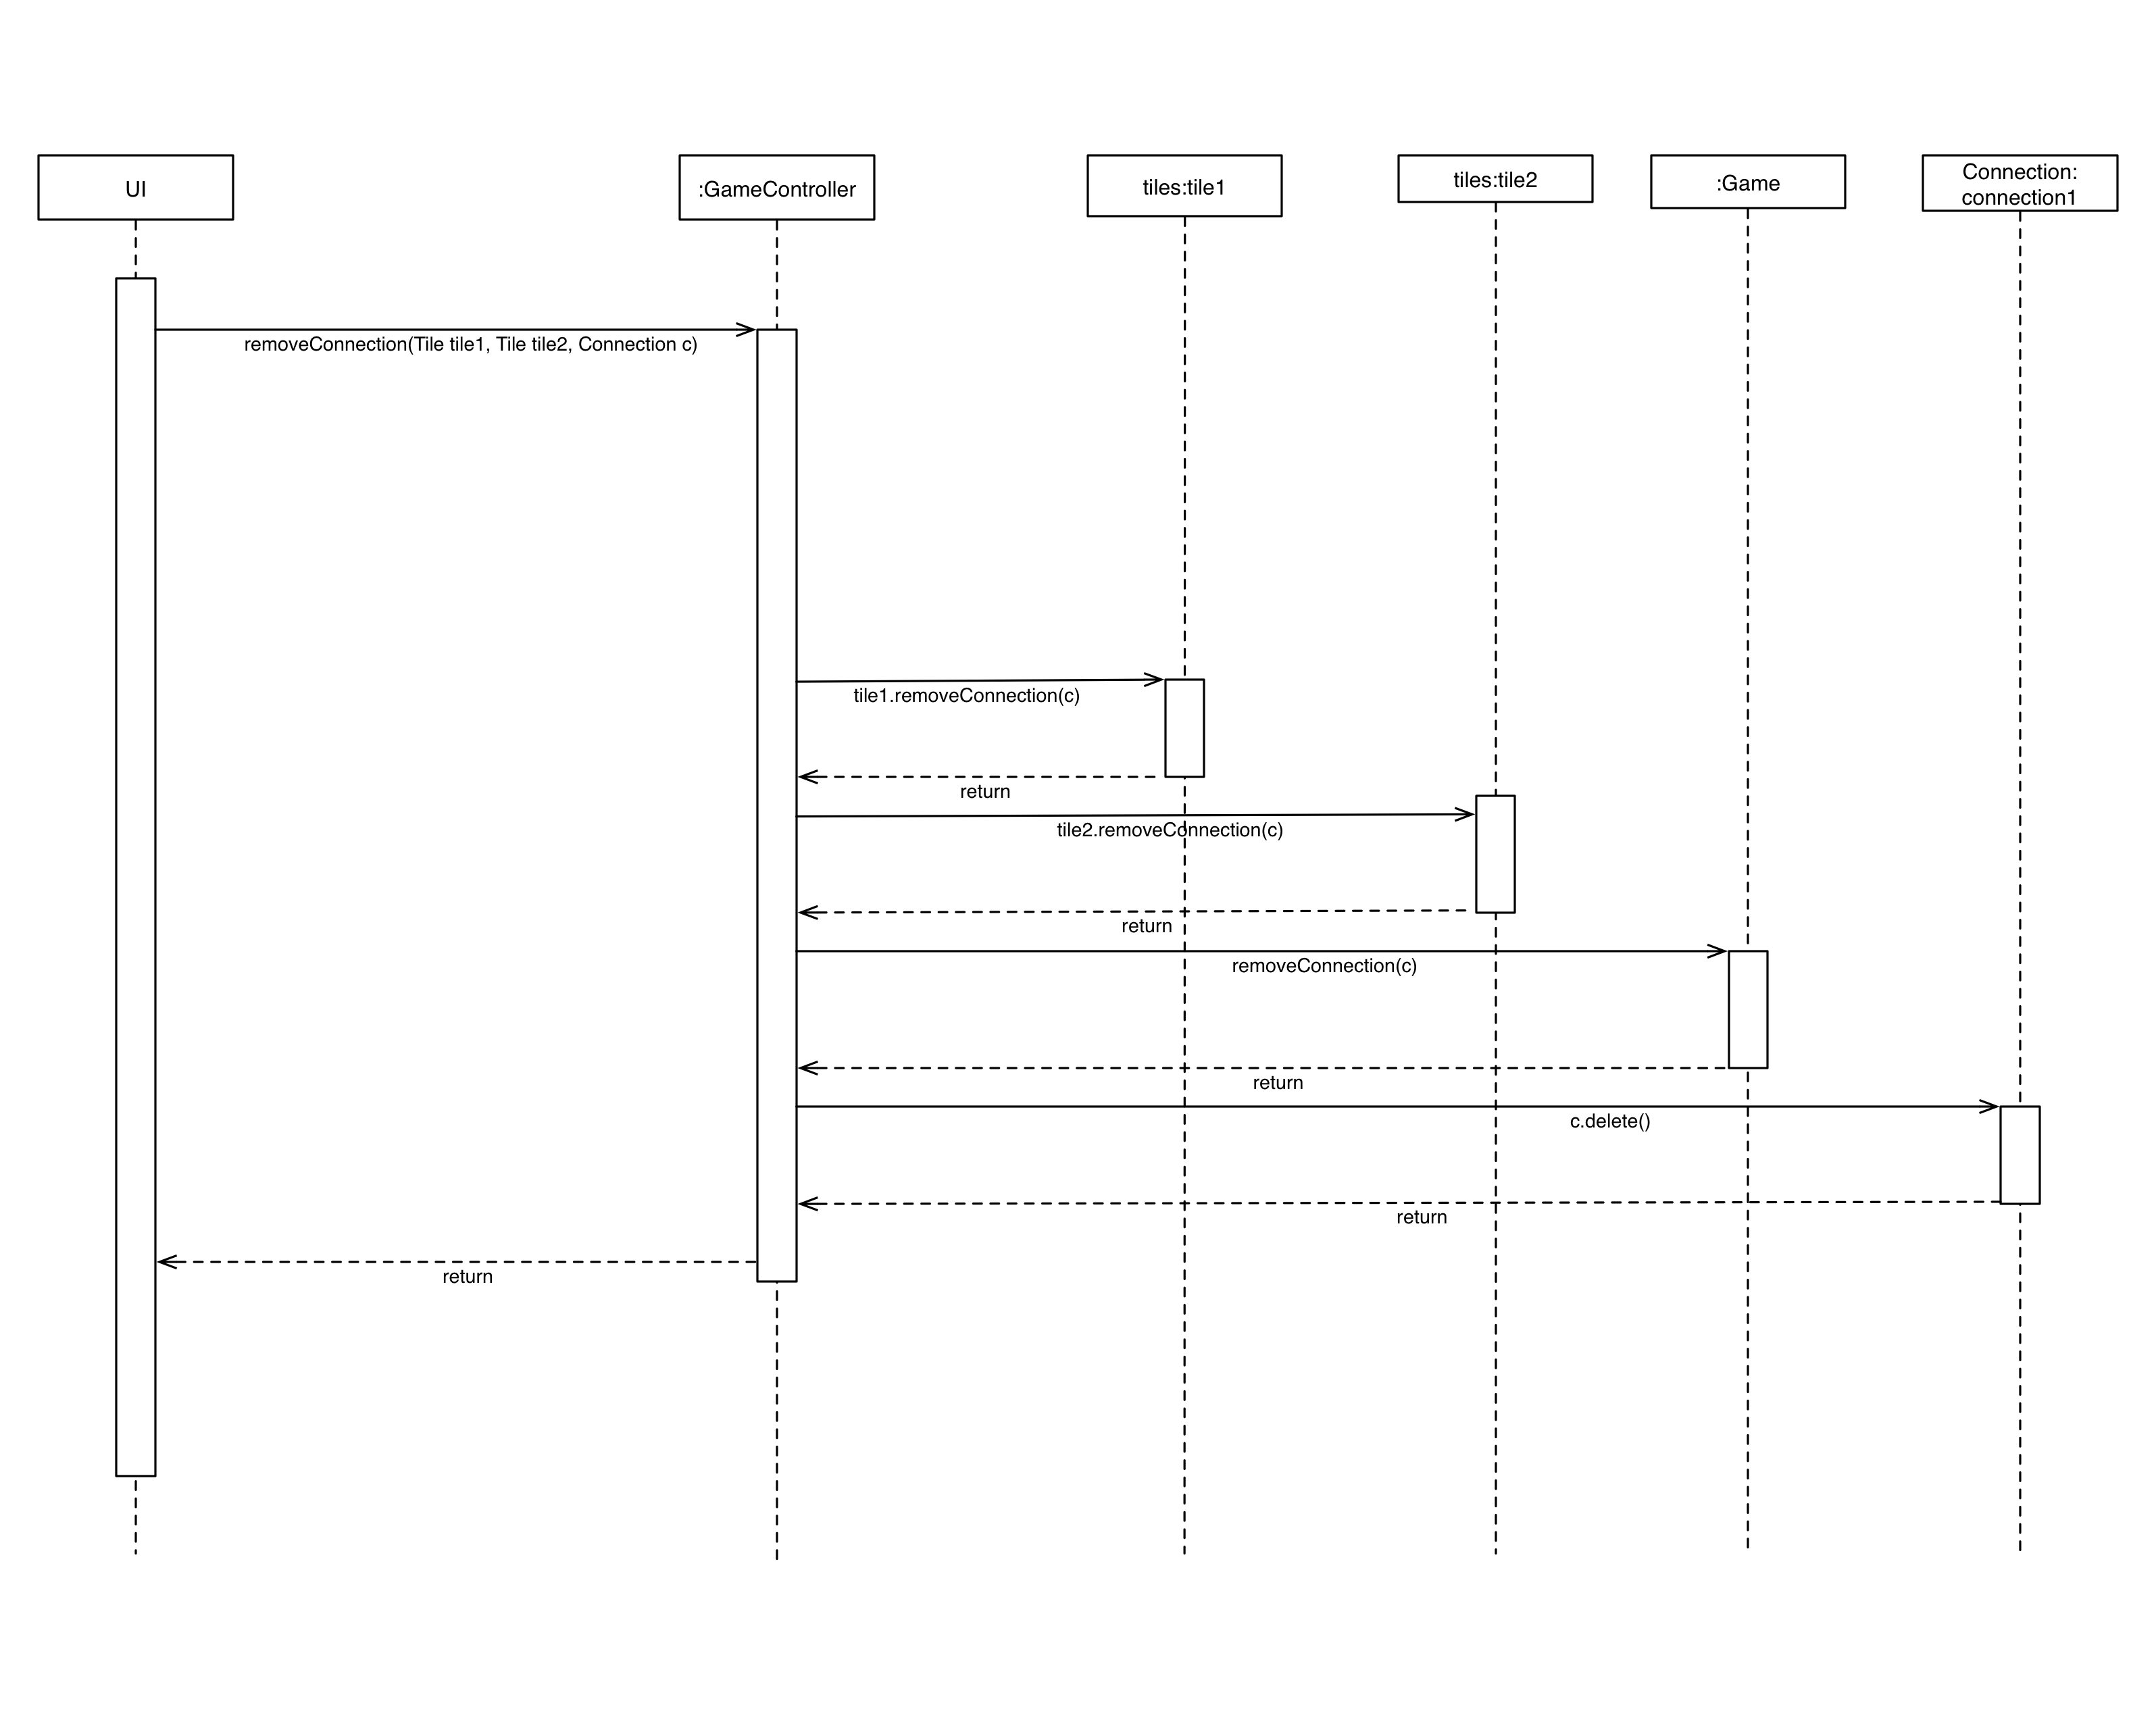 UI
:GameController
tiles:tile1
tiles:tile2
:Game
Connection:
connection1
removeConnection(Tile tile1, Tile tile2, Connection c)
tile1.removeConnection(c)
return
tile2.removeConnection(c)
return
removeConnection(c)
return
c.delete()
return
return